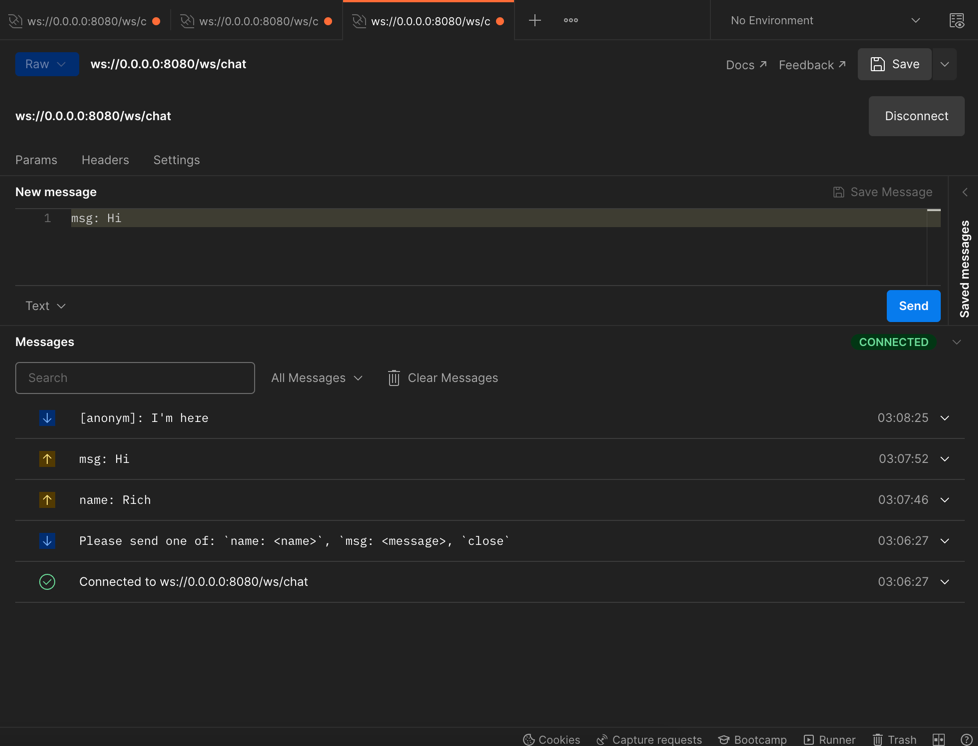 ws://0.0.0.0:8080/ws/c ws://0.0.0.0:8080/ws/c ws://0.0.0.0:8080/ws/c No Environment
Raw ws://0.0.0.0:8080/ws/chat Docs ↗ Feedback ↗ Save
ws://0.0.0.0:8080/ws/chat Disconnect
Params Headers Settings
New message Save Message
1 msg: Hi
Saved messages
Text Send
Messages CONNECTED
Search All Messages Clear Messages
[anonym]: I'm here 03:08:25
msg: Hi 03:07:52
name: Rich 03:07:46
Please send one of: `name: <name>`, `msg: <message>, `close` 03:06:27
Connected to ws://0.0.0.0:8080/ws/chat 03:06:27
Cookies Capture requests Bootcamp Runner Trash